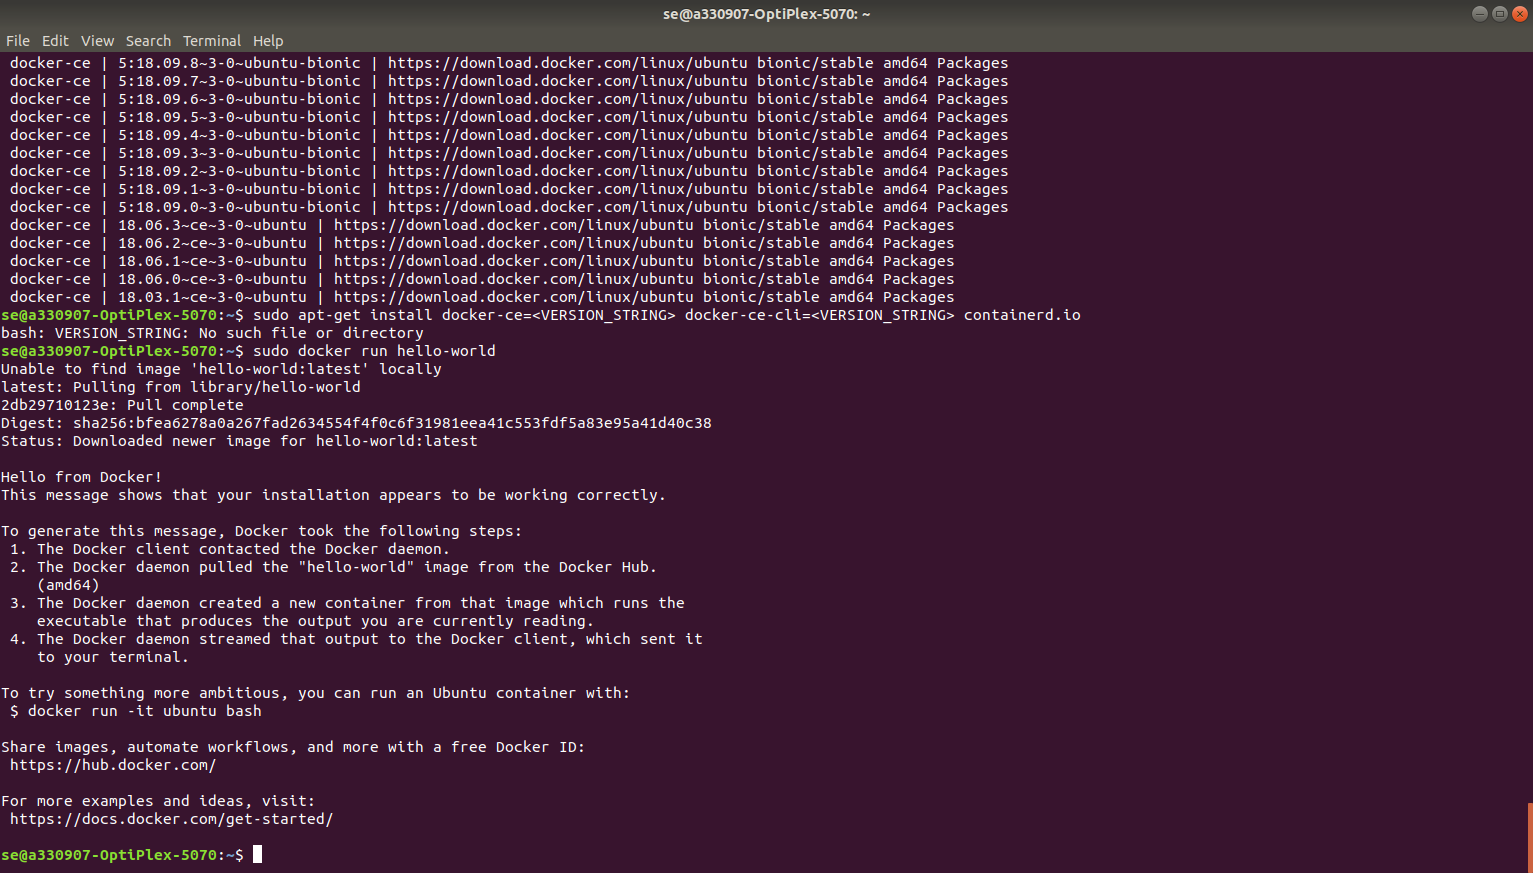 se@a330907-OptiPlex-5070: ~
File Edit View Search Terminal Help
docker-ce | 5:18.09.8~3-0~ubuntu-bionic | https://download.docker.com/linux/ubuntu bionic/stable amd64 Packages
docker-ce | 5:18.09.7~3-0~ubuntu-bionic | https://download.docker.com/linux/ubuntu bionic/stable amd64 Packages
docker-ce | 5:18.09.6~3-0~ubuntu-bionic | https://download.docker.com/linux/ubuntu bionic/stable amd64 Packages
docker-ce | 5:18.09.5~3-0~ubuntu-bionic | https://download.docker.com/linux/ubuntu bionic/stable amd64 Packages
docker-ce | 5:18.09.4~3-0~ubuntu-bionic | https://download.docker.com/linux/ubuntu bionic/stable amd64 Packages
docker-ce | 5:18.09.3~3-0~ubuntu-bionic | https://download.docker.com/linux/ubuntu bionic/stable amd64 Packages
docker-ce | 5:18.09.2~3-0~ubuntu-bionic | https://download.docker.com/linux/ubuntu bionic/stable amd64 Packages
docker-ce | 5:18.09.1~3-0~ubuntu-bionic | https://download.docker.com/linux/ubuntu bionic/stable amd64 Packages
docker-ce | 5:18.09.0~3-0~ubuntu-bionic | https://download.docker.com/linux/ubuntu bionic/stable amd64 Packages
docker-ce | 18.06.3~ce~3-0~ubuntu | https://download.docker.com/linux/ubuntu bionic/stable amd64 Packages
docker-ce | 18.06.2~ce~3-0~ubuntu | https://download.docker.com/linux/ubuntu bionic/stable amd64 Packages
docker-ce | 18.06.1~ce~3-0~ubuntu | https://download.docker.com/linux/ubuntu bionic/stable amd64 Packages
docker-ce | 18.06.0~ce~3-0~ubuntu | https://download.docker.com/linux/ubuntu bionic/stable amd64 Packages
docker-ce | 18.03.1~ce~3-0~ubuntu | https://download.docker.com/linux/ubuntu bionic/stable amd64 Packages
se@a330907-OptiPlex-5070:~$ sudo apt-get install docker-ce=<VERSION_STRING> docker-ce-cli=<VERSION_STRING> containerd.io
bash: VERSION_STRING: No such file or directory
se@a330907-OptiPlex-5070:~$ sudo docker run hello-world
Unable to find image 'hello-world:latest' locally
latest: Pulling from library/hello-world
2db29710123e: Pull complete
Digest: sha256:bfea6278a0a267fad2634554f4f0c6f31981eea41c553fdf5a83e95a41d40c38
Status: Downloaded newer image for hello-world:latest
Hello from Docker!
This message shows that your installation appears to be working correctly.
To generate this message, Docker took the following steps:
1. The Docker client contacted the Docker daemon.
2. The Docker daemon pulled the "hello-world" image from the Docker Hub.
(amd64)
3. The Docker daemon created a new container from that image which runs the
executable that produces the output you are currently reading.
4. The Docker daemon streamed that output to the Docker client, which sent it
to your terminal.
To try something more ambitious, you can run an Ubuntu container with:
$ docker run -it ubuntu bash
Share images, automate workflows, and more with a free Docker ID:
https://hub.docker.com/
For more examples and ideas, visit:
https://docs.docker.com/get-started/
se@a330907-OptiPlex-5070:~$